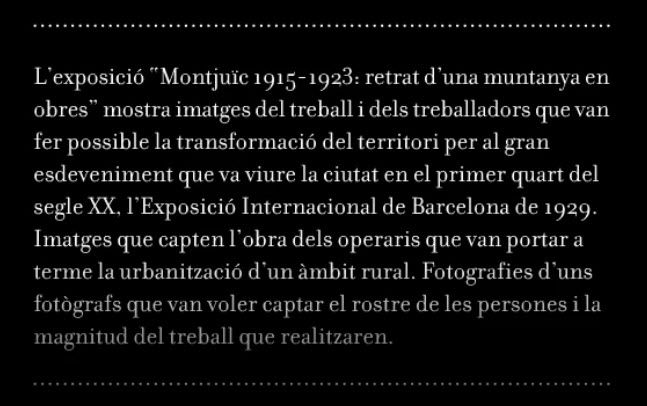 L’exposició “Montjuïc 1915-1923: retrat d’una muntanya en
obres” mostra imatges del treball i dels treballadors que van
fer possible la transformació del territori per al gran
esdeveniment que va viure la ciutat en el primer quart del
segle XX, l’Exposició Internacional de Barcelona de 1929.
Imatges que capten l’obra dels operaris que van portar a
terme la urbanització d’un àmbit rural. Fotografies d’uns
fotògrafs que van voler captar el rostre de les persones i la
magnitud del treball que realitzaren.